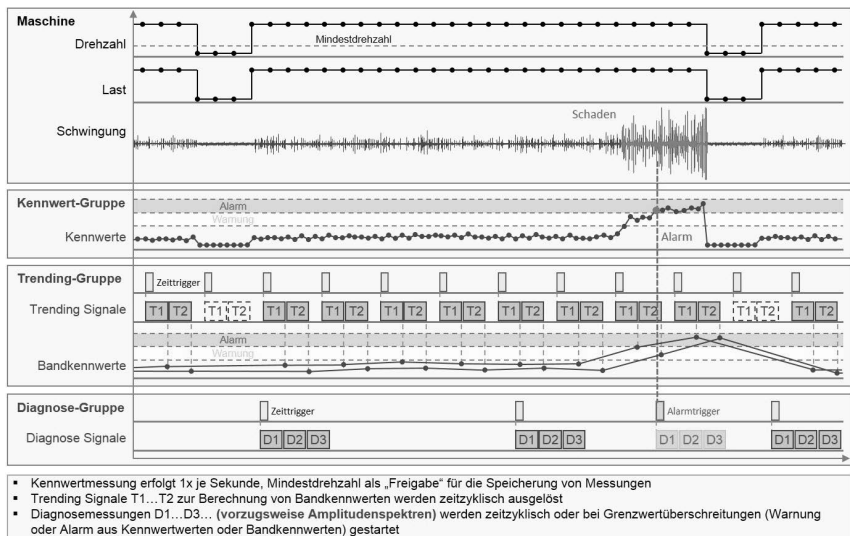 Maschine
Drehzahl
Mindestdrehzahl
Last
Schwingung
Schaden
Kennwert-Gruppe
Alarm
Warnung
Kennwerte
Alarm
Trending-Gruppe
Zeittrigger
Trending Signale
T1 T2 T1 T2 T1 T2 T1 T2 T1 T2 T1 T2 T1 T2 T1 T2 T1 T2 T1 T2 T1 T2 T1 T2
Alarm
Warnung
Bandkennwerte
Diagnose-Gruppe
Zeittrigger
Alarmtrigger
Diagnose Signale
D1 D2 D3 D1 D2 D3 D1 D2 D3 D1 D2 D3
▪ Kennwertmessung erfolgt 1x je Sekunde, Mindestdrehzahl als „Freigabe“ für die Speicherung von Messungen
▪ Trending Signale T1…T2 zur Berechnung von Bandkennwerten werden zeitzyklisch ausgelöst
▪ Diagnosemessungen D1…D3… (vorzugsweise Amplitudenspektren) werden zeitzyklisch oder bei Grenzwertüberschreitungen (Warnung
oder Alarm aus Kennwertwerten oder Bandkennwerten) gestartet